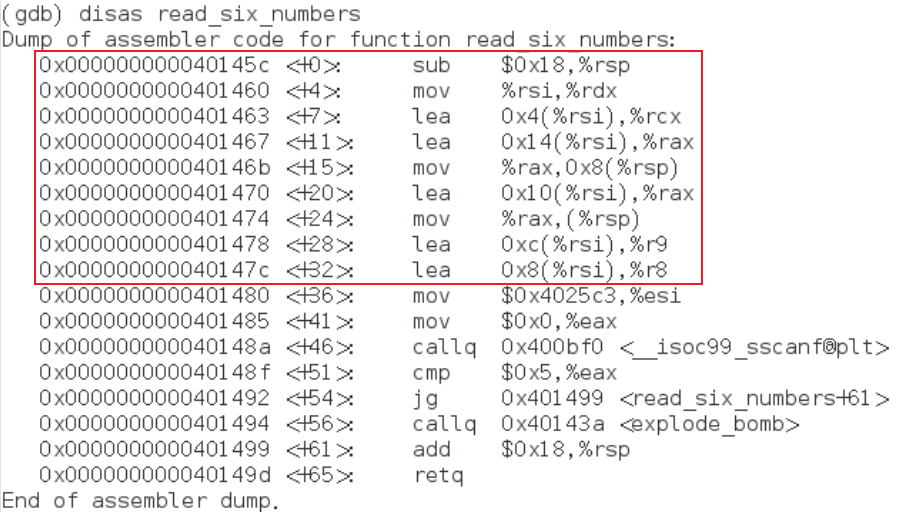 (gdb) disas read_six_numbers
Dump of assembler code for function read_six_numbers:
0x000000000040145c <+0>: sub $0x18,%rsp
0x0000000000401460 <+4>: mov %rsi,%rdx
0x0000000000401463 <+7>: lea 0x4(%rsi),%rcx
0x0000000000401467 <+11>: lea 0x14(%rsi),%rax
0x000000000040146b <+15>: mov %rax,0x8(%rsp)
0x0000000000401470 <+20>: lea 0x10(%rsi),%rax
0x0000000000401474 <+24>: mov %rax,(%rsp)
0x0000000000401478 <+28>: lea 0xc(%rsi),%r9
0x000000000040147c <+32>: lea 0x8(%rsi),%r8
0x0000000000401480 <+36>: mov $0x4025c3,%esi
0x0000000000401485 <+41>: mov $0x0,%eax
0x000000000040148a <+46>: callq 0x400bf0 <__isoc99_sscanf@plt>
0x000000000040148f <+51>: cmp $0x5,%eax
0x0000000000401492 <+54>: jg 0x401499 <read_six_numbers+61>
0x0000000000401494 <+56>: callq 0x40143a <explode_bomb>
0x0000000000401499 <+61>: add $0x18,%rsp
0x000000000040149d <+65>: retq
End of assembler dump.